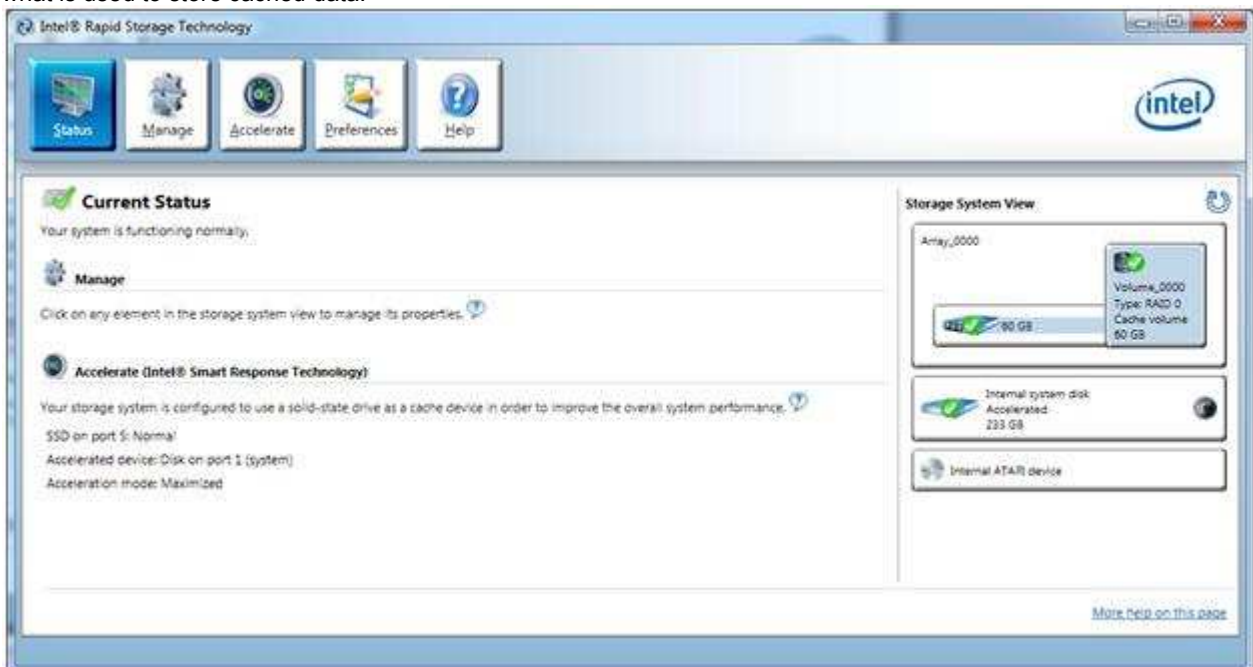 what is used to store cached data.
Intel® Rapid Storage Technology
Status
Manage
Accelerate
Preferences
Help
intel
Current Status
Your system is functioning normally.
Manage
Click on any element in the storage system view to manage its properties.
Accelerate (Intel® Smart Response Technology)
Your storage system is configured to use a solid-state drive as a cache device in order to improve the overall system performance.
SSD on port 5: Normal
Accelerated device: Disk on port 1 (system)
Acceleration mode: Maximized
Storage System View
Array_0000
Volume_0000
Type: RAID 0
Cache volume
60 GB
60 GB
Internal system disk
Accelerated
233 GB
Internal ATAPI device
More help on this page